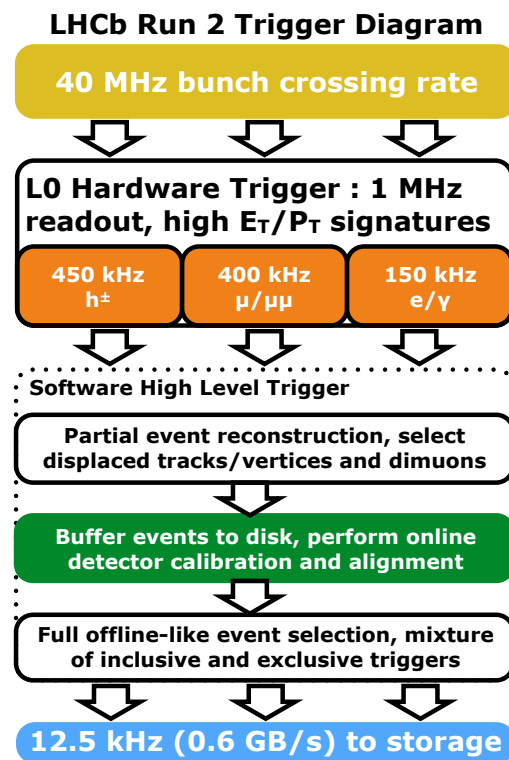 LHCb Run 2 Trigger Diagram
40 MHz bunch crossing rate
L0 Hardware Trigger : 1 MHz
readout, high E_T/P_T signatures
450 kHz
h±
400 kHz
μ/μμ
150 kHz
e/γ
Software High Level Trigger
Partial event reconstruction, select
displaced tracks/vertices and dimuons
Buffer events to disk, perform online
detector calibration and alignment
Full offline-like event selection, mixture
of inclusive and exclusive triggers
12.5 kHz (0.6 GB/s) to storage